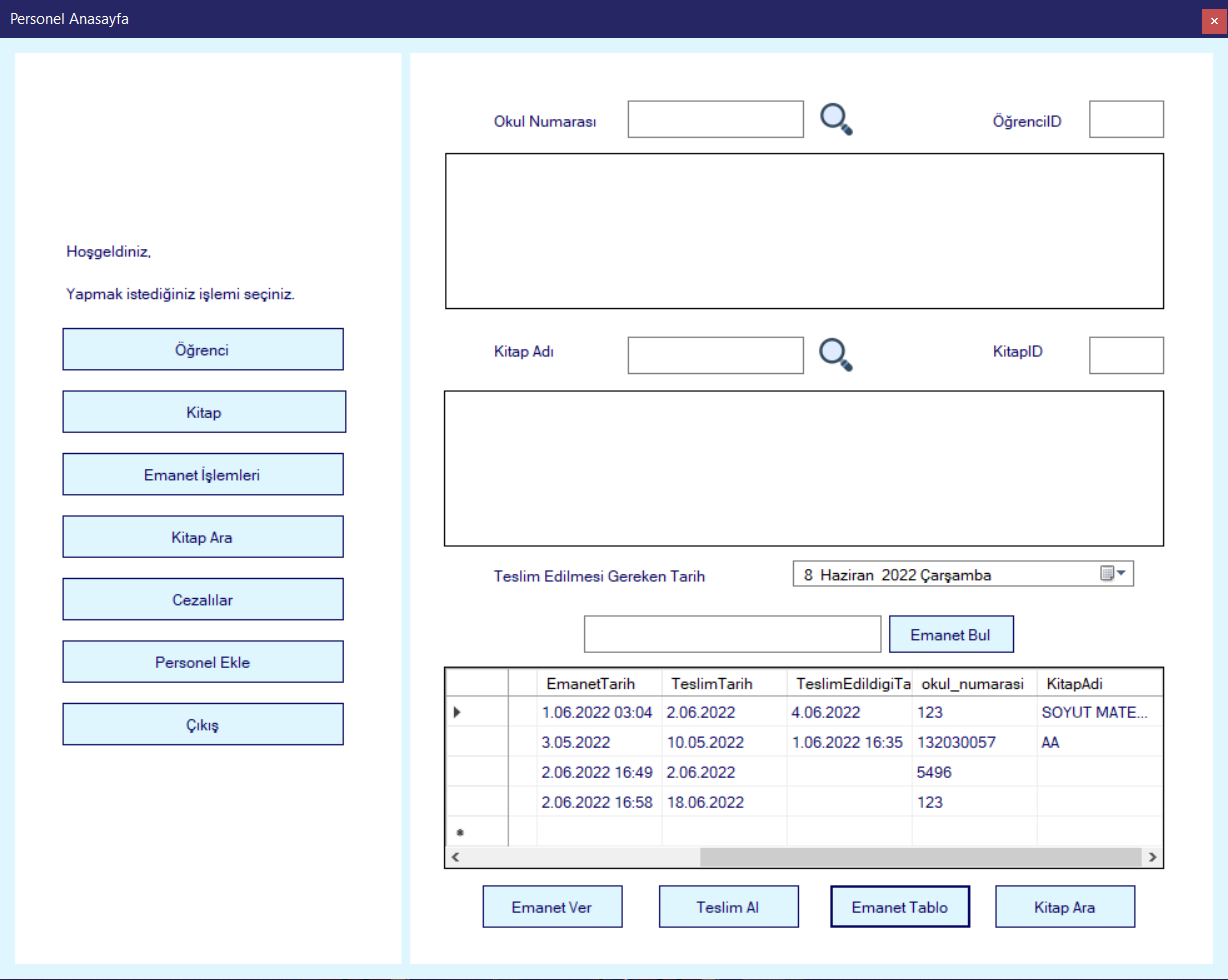 Personel Anasayfa
Hoşgeldiniz,
Yapmak istediğiniz işlemi seçiniz.
Öğrenci
Kitap
Emanet İşlemleri
Kitap Ara
Cezalılar
Personel Ekle
Çıkış
Okul Numarası ÖğrenciID
Kitap Adı KitapID
Teslim Edilmesi Gereken Tarih 8 Haziran 2022 Çarşamba
Emanet Bul
EmanetTarih TeslimTarih TeslimEdildigiTa okul_numarasi KitapAdi
1.06.2022 03:04 2.06.2022 4.06.2022 123 SOYUT MATE...
3.05.2022 10.05.2022 1.06.2022 16:35 132030057 AA
2.06.2022 16:49 2.06.2022 5496
2.06.2022 16:58 18.06.2022 123
Emanet Ver Teslim Al Emanet Tablo Kitap Ara